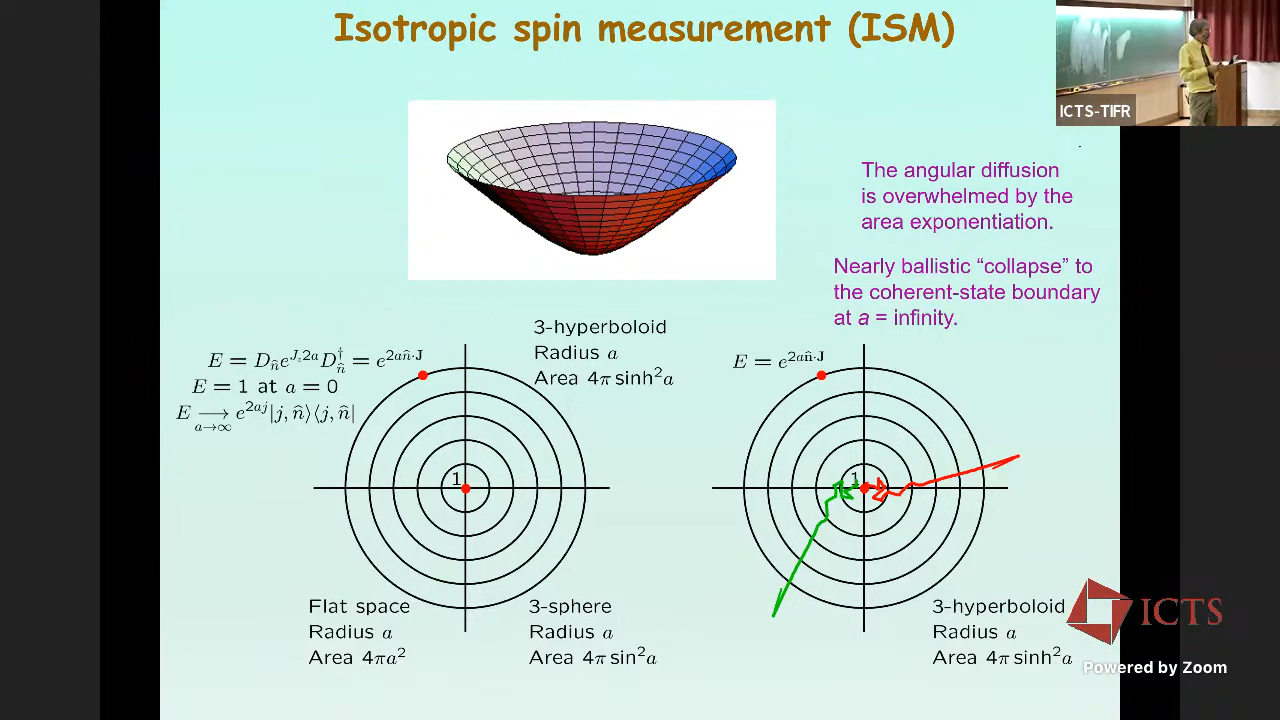 Isotropic spin measurement (ISM)
ICTS-TIFR
The angular diffusion
is overwhelmed by the
area exponentiation.
Nearly ballistic “collapse” to
the coherent-state boundary
at a = infinity.
3-hyperboloid
Radius a
Area 4π sinh²a
E = D_n̂ e^{J_z 2a} D†_n̂ = e^{2a n̂·J}
E = 1 at a = 0
E ⟶_{a→∞} e^{2aj}|j, n̂⟩⟨j, n̂|
1
E = e^{2a n̂·J}
1
Flat space
Radius a
Area 4πa²
3-sphere
Radius a
Area 4π sin²a
3-hyperboloid
Radius a
Area 4π sinh²a
ICTS
Powered by Zoom